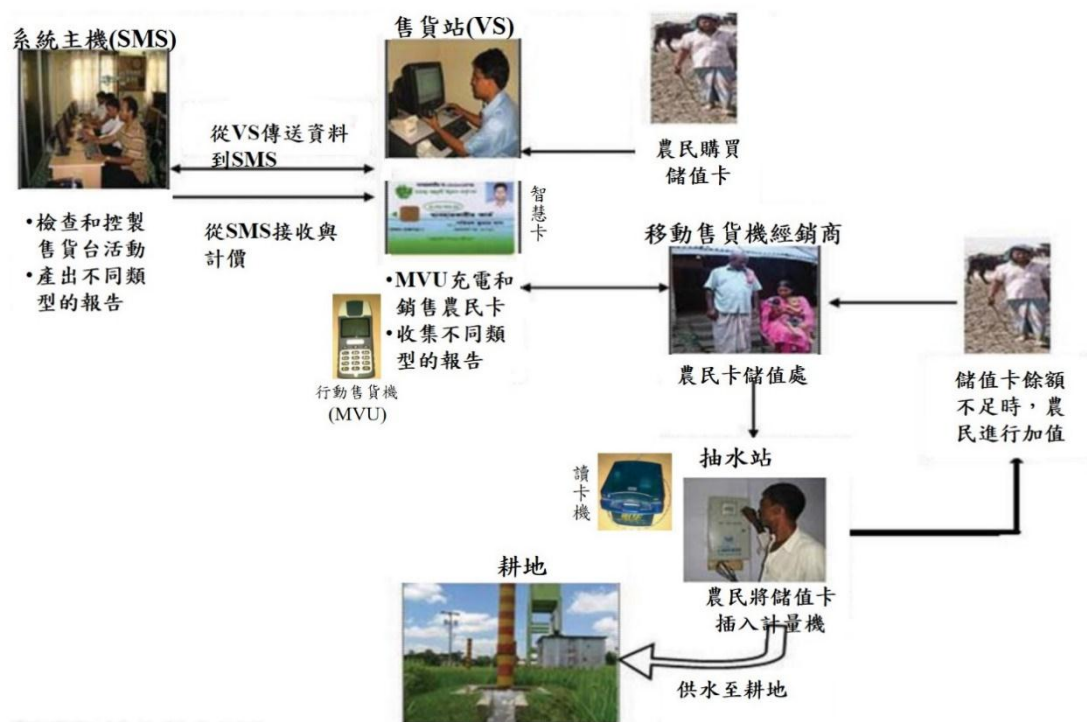 系統主機(SMS)
售貨站(VS)
從VS傳送資料
到SMS
農民購買
儲值卡
•檢查和控製
售貨台活動
•產出不同類
型的報告
從SMS接收與
計價
智慧卡
•MVU充電和
銷售農民卡
•收集不同類
型的報告
行動售貨機
(MVU)
移動售貨機經銷商
農民卡儲值處
儲值卡餘額
不足時，農
民進行加值
抽水站
讀卡機
農民將儲值卡
插入計量機
耕地
供水至耕地